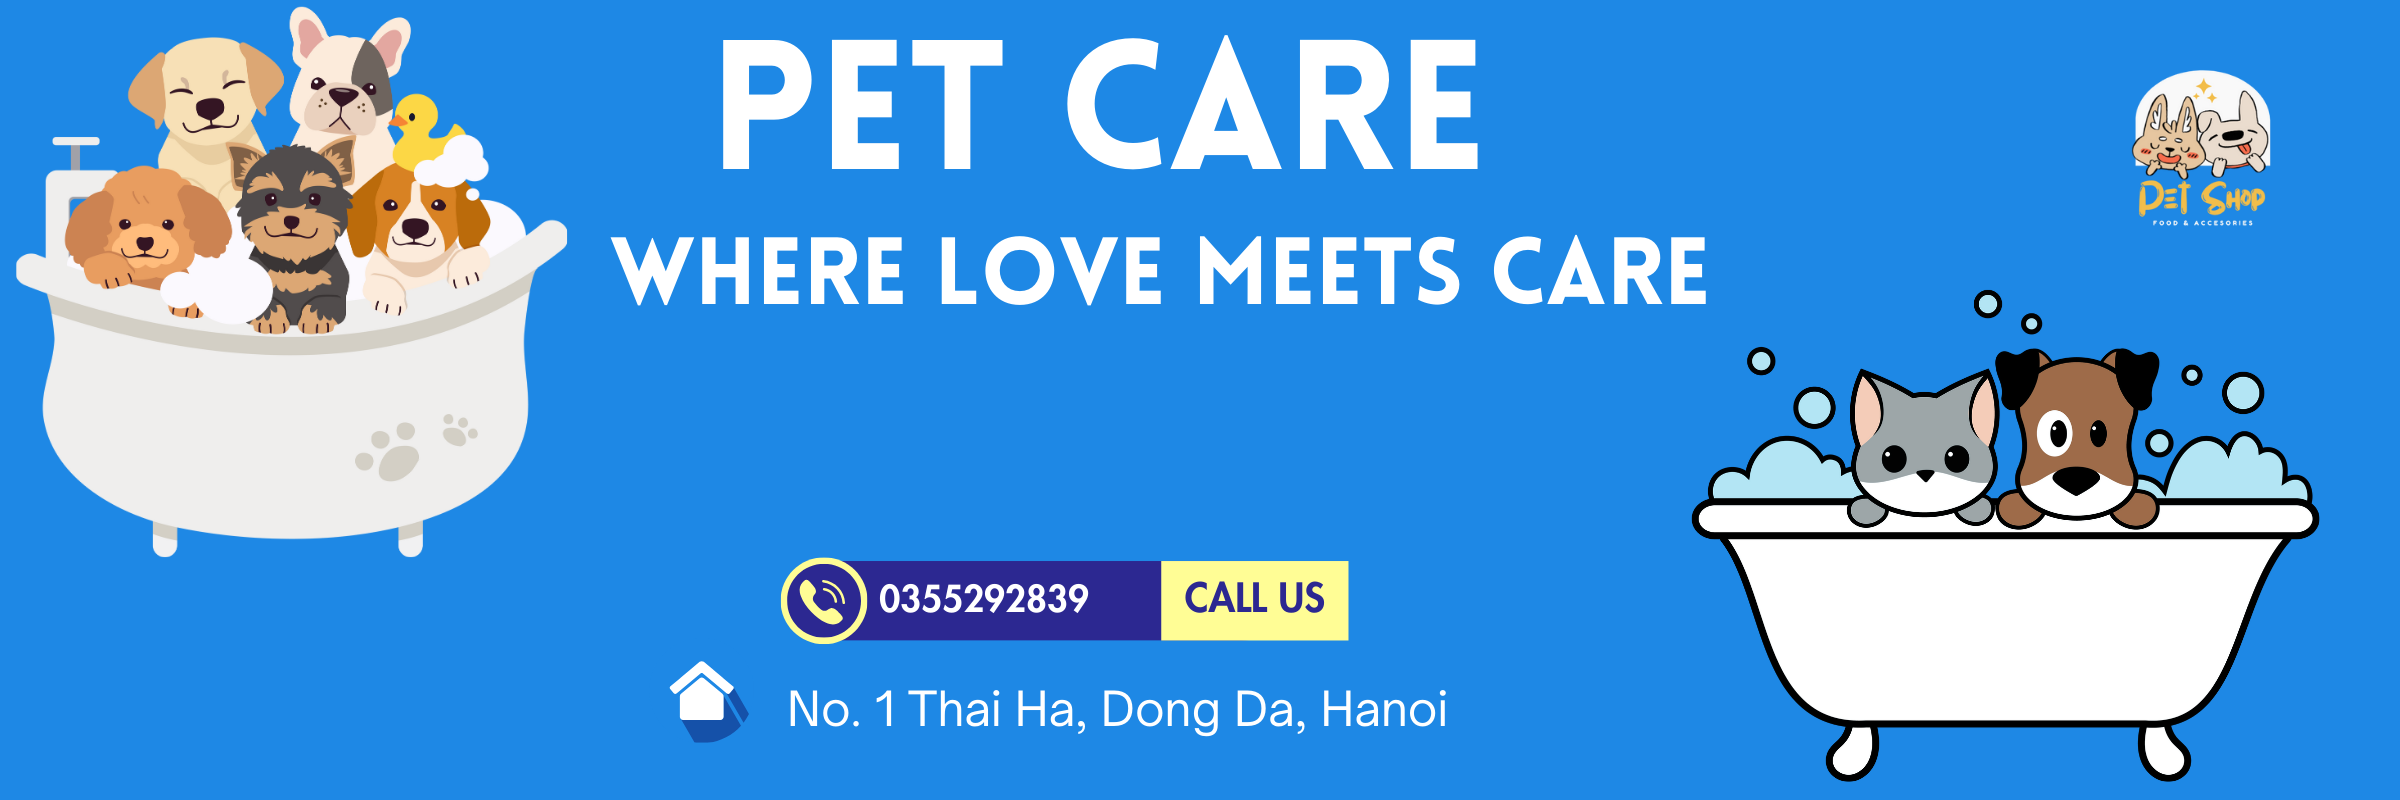 PET CARE
WHERE LOVE MEETS CARE
PET SHOP
FOOD & ACCESORIES
0355292839
CALL US
No. 1 Thai Ha, Dong Da, Hanoi